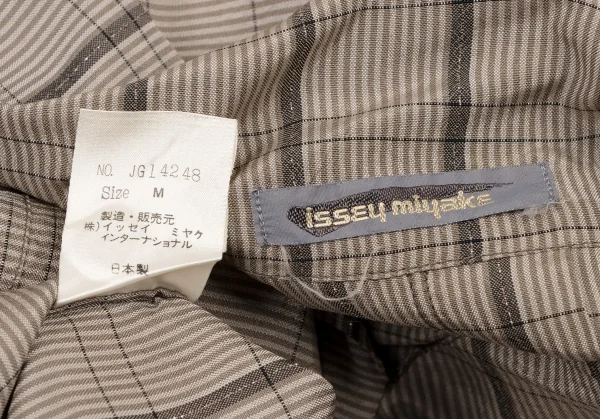 NO. JG14248
Size M
製造・販売元
㈱)イッセイ ミヤケ
インターナショナル
日本製
issey miyake